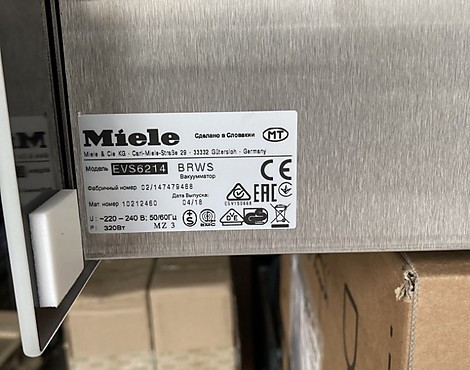 Miele Сделано в Словакии MT
Miele & Cie KG · Carl-Miele-Straße 29 · 33332 Gütersloh · Germany
Модель EVS6214 BRWS
Вакууматор
Фабричный номер 02/147479468
Мат. номер 10212460 Дата Выпуска: 04/18
U: ~220 - 240 В; 50/60Гц
P: 320Вт MZ 3
CE
EAC